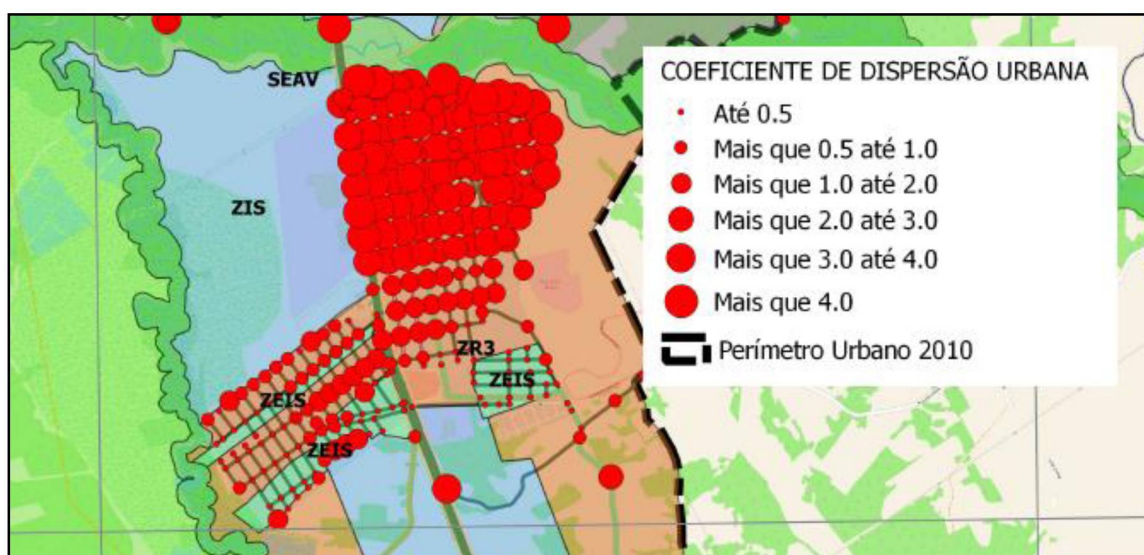 SEAV
ZIS
ZR3
ZEIS
ZEIS
ZEIS
COEFICIENTE DE DISPERSÃO URBANA
Até 0.5
Mais que 0.5 até 1.0
Mais que 1.0 até 2.0
Mais que 2.0 até 3.0
Mais que 3.0 até 4.0
Mais que 4.0
Perímetro Urbano 2010